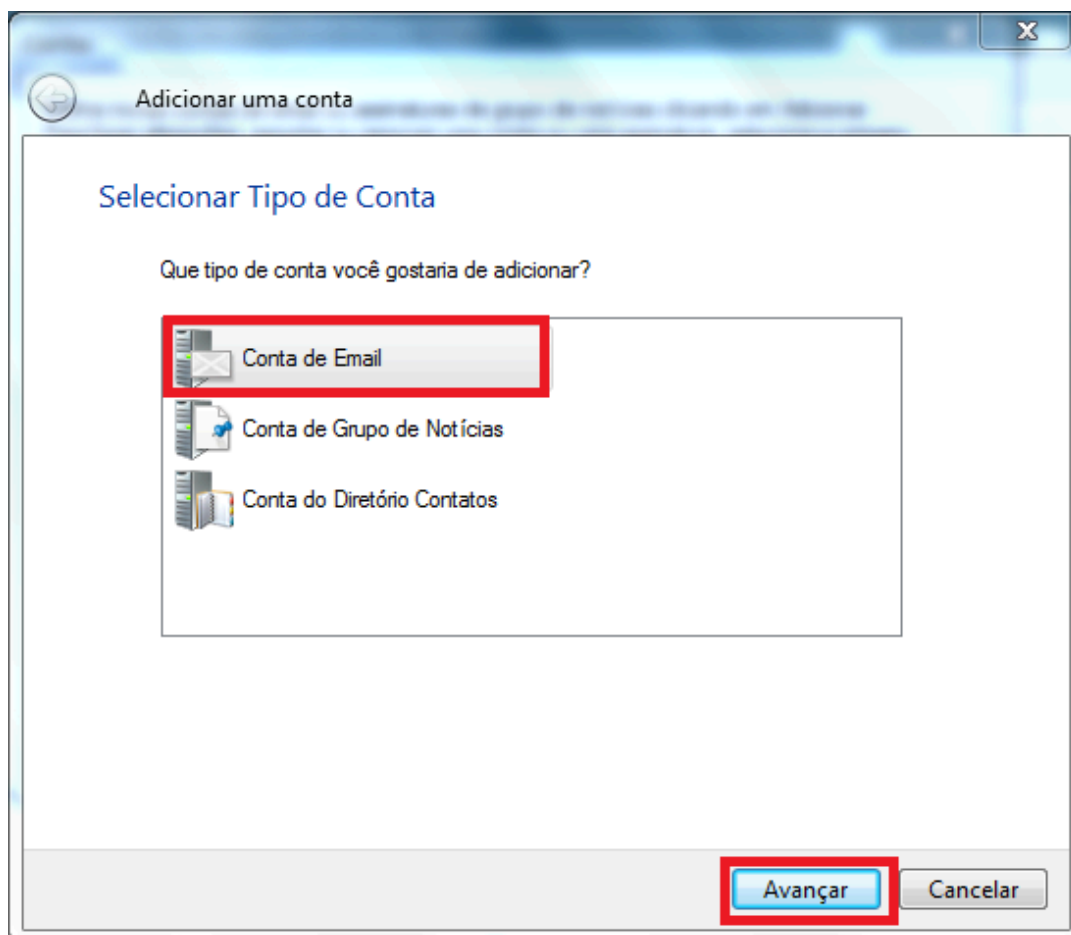 Adicionar uma conta
Selecionar Tipo de Conta
Que tipo de conta você gostaria de adicionar?
Conta de Email
Conta de Grupo de Notícias
Conta do Diretório Contatos
Avançar
Cancelar